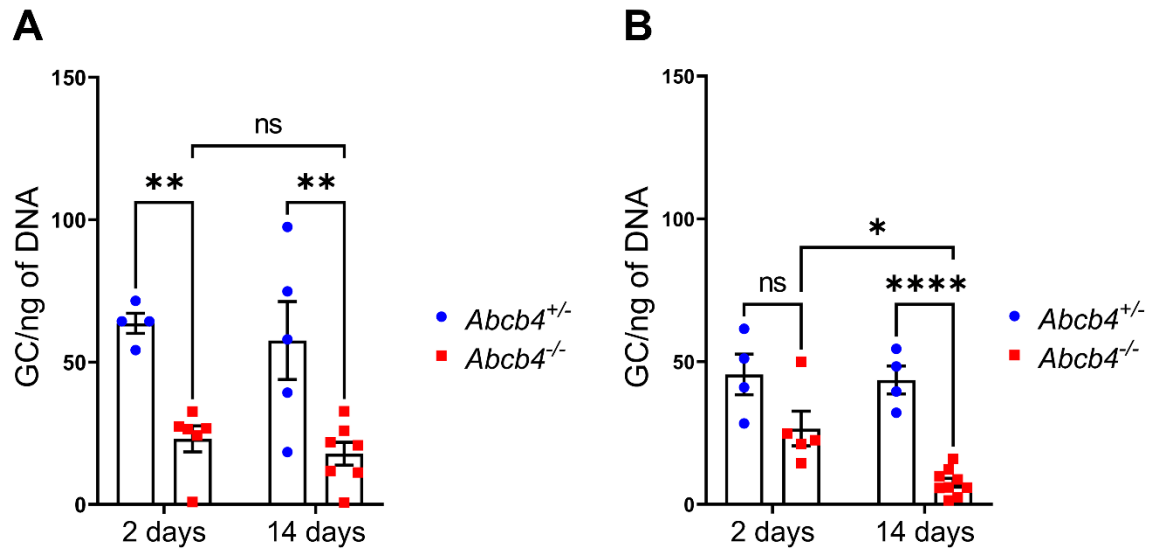 A
150
100
50
0
GC/ng of DNA
ns
** **
2 days 14 days
Abcb4+/-
Abcb4-/-
B
150
100
50
0
GC/ng of DNA
*
ns ****
2 days 14 days
Abcb4+/-
Abcb4-/-